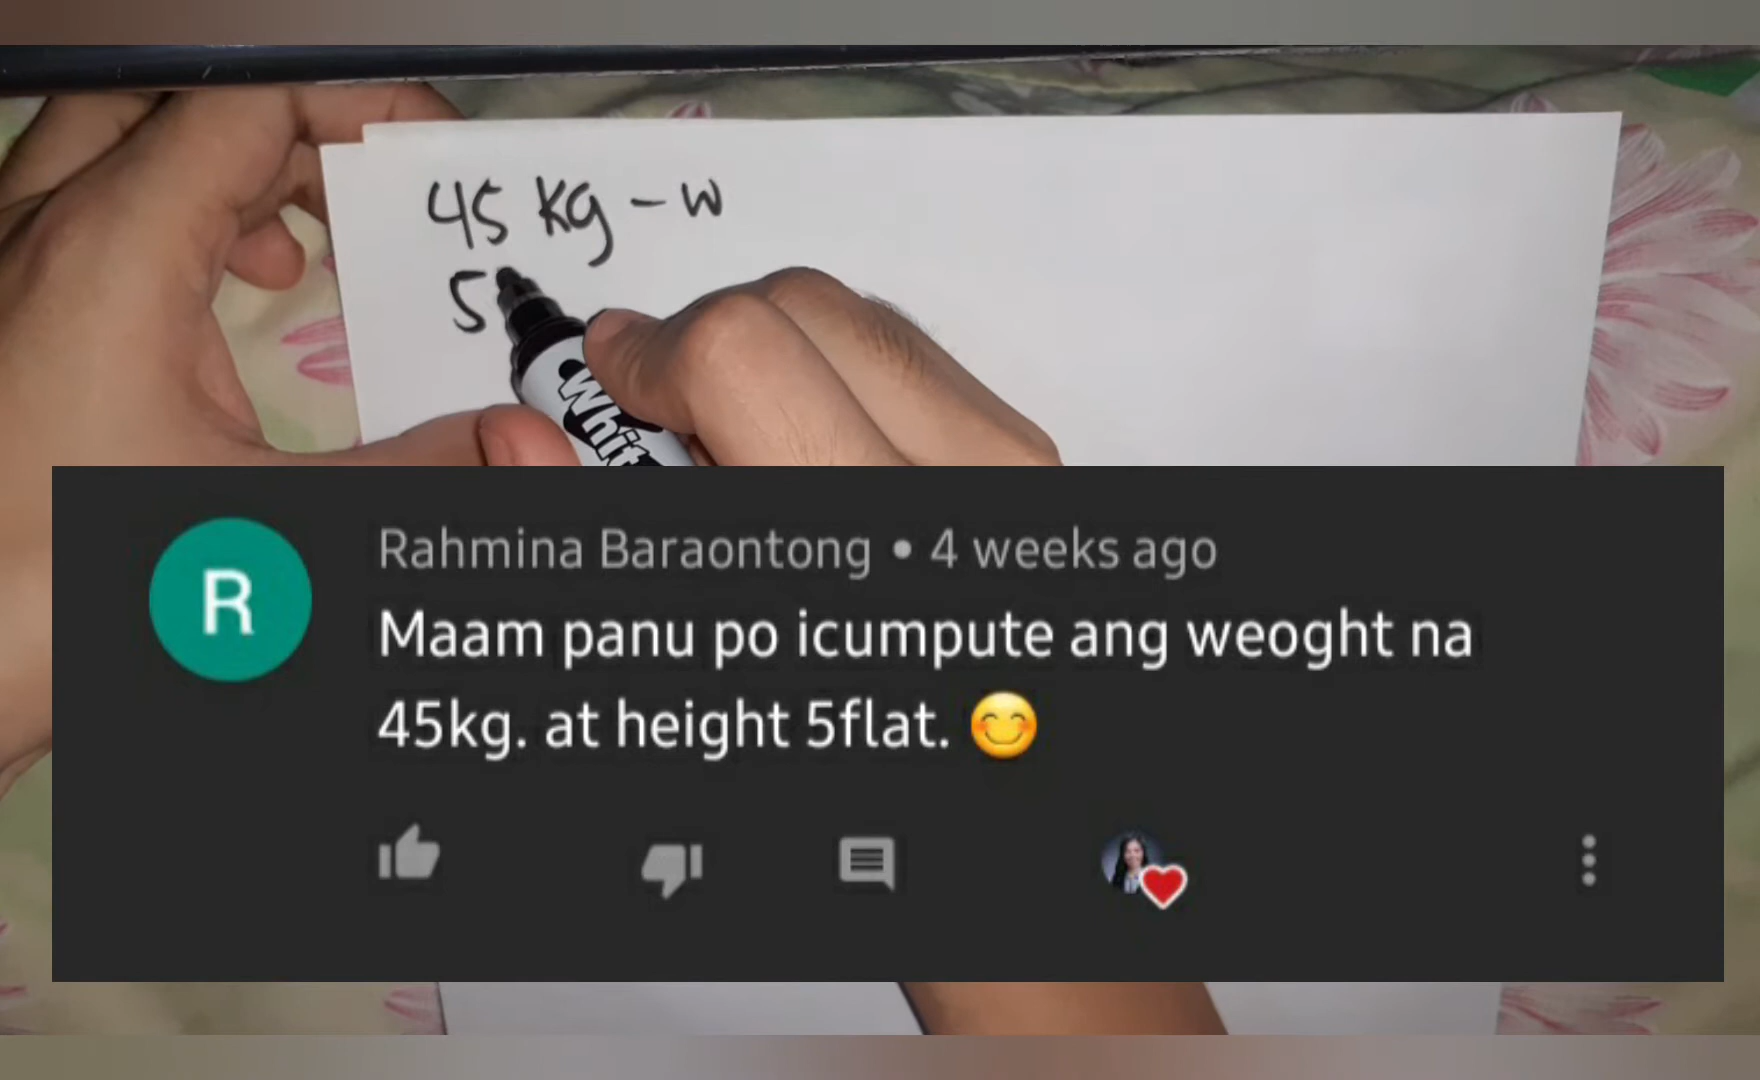 45 kg - w
5
Whit
R
Rahmina Baraontong • 4 weeks ago
Maam panu po icumpute ang weoght na
45kg. at height 5flat. 😊